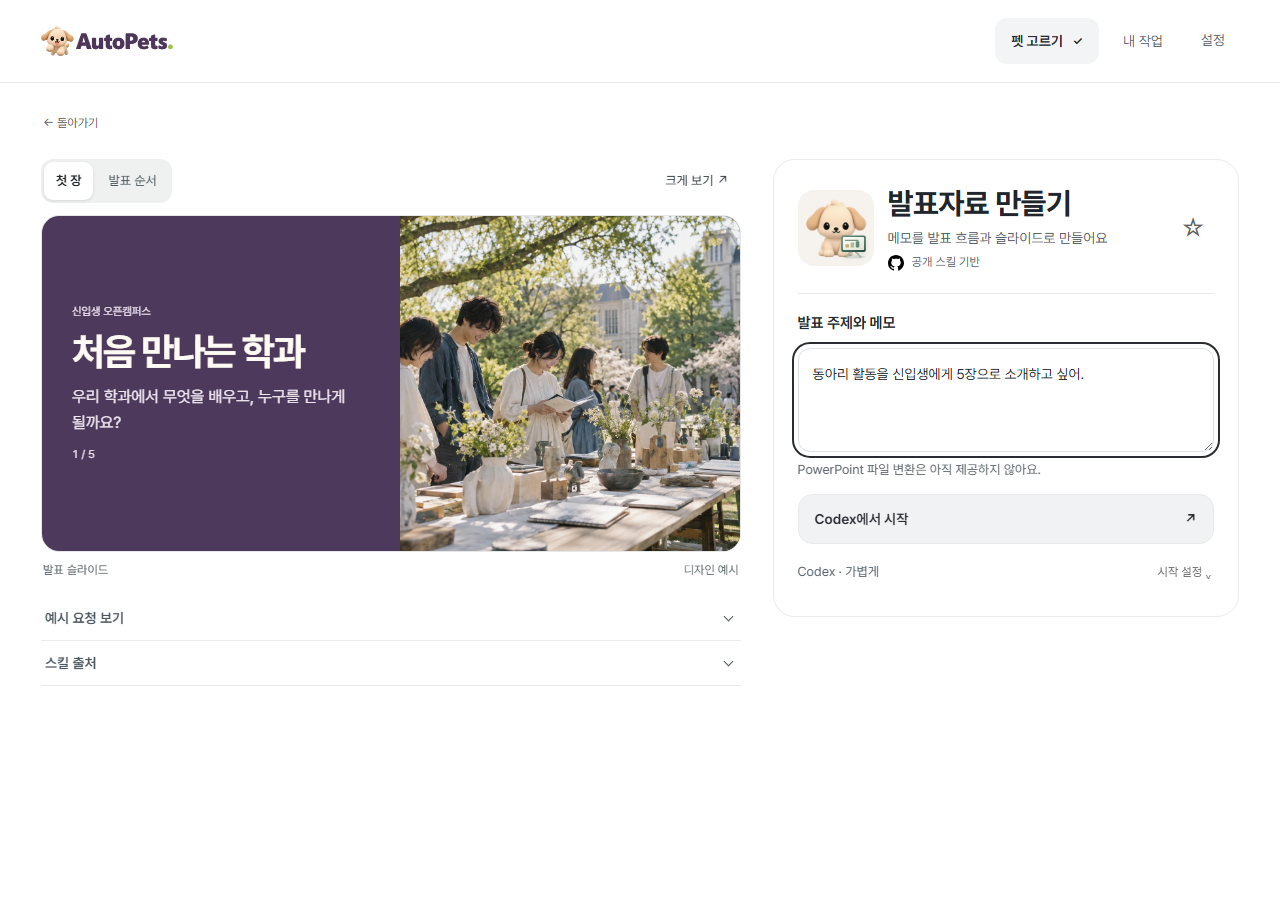 AutoPets.
펫 고르기
내 작업
설정
← 돌아가기
첫 장
발표 순서
크게 보기 ↗
신입생 오픈캠퍼스
처음 만나는 학과
우리 학과에서 무엇을 배우고, 누구를 만나게
될까요?
1 / 5
발표 슬라이드
디자인 예시
예시 요청 보기
스킬 출처
발표자료 만들기
메모를 발표 흐름과 슬라이드로 만들어요
공개 스킬 기반
발표 주제와 메모
동아리 활동을 신입생에게 5장으로 소개하고 싶어.
PowerPoint 파일 변환은 아직 제공하지 않아요.
Codex에서 시작 ↗
Codex · 가볍게
시작 설정